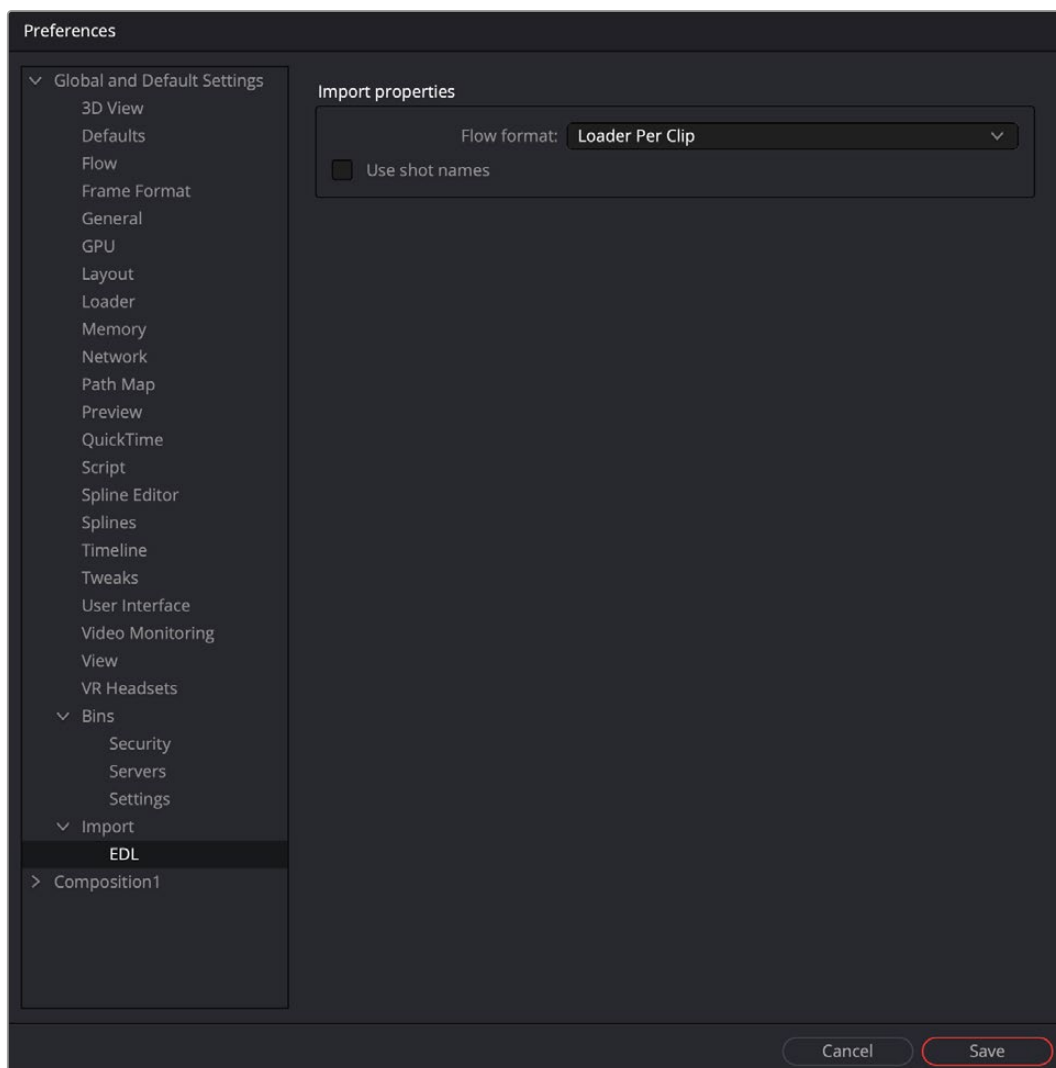 Preferences
Global and Default Settings
3D View
Defaults
Flow
Frame Format
General
GPU
Layout
Loader
Memory
Network
Path Map
Preview
QuickTime
Script
Spline Editor
Splines
Timeline
Tweaks
User Interface
Video Monitoring
View
VR Headsets
Bins
Security
Servers
Settings
Import
EDL
Composition1
Import properties
Flow format: Loader Per Clip
Use shot names
Cancel Save